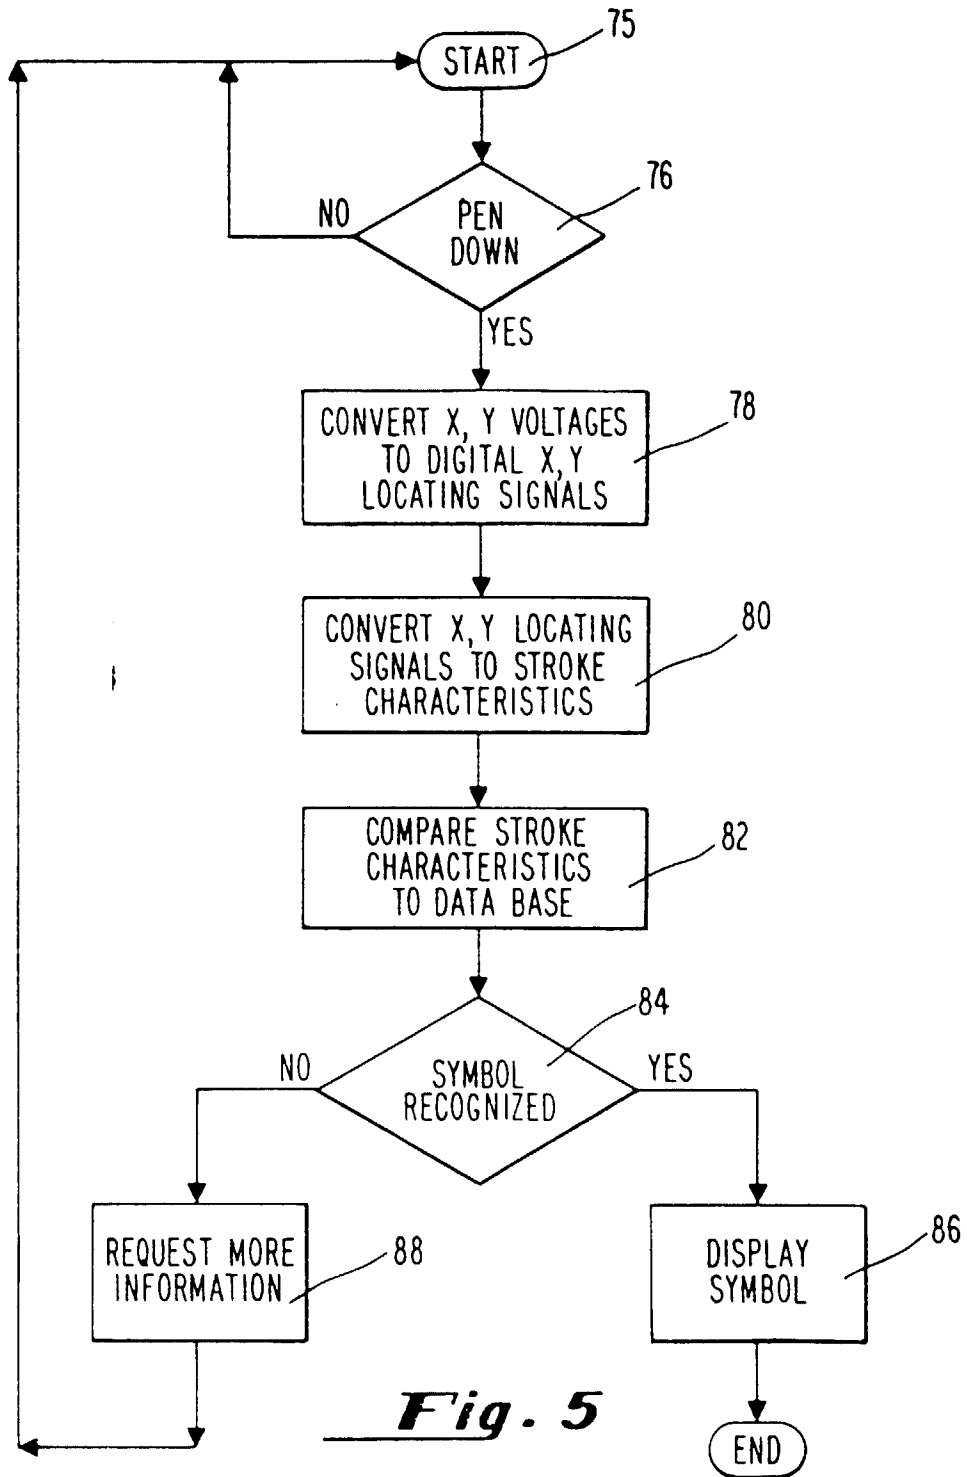 75
START
76
NO
PEN
DOWN
YES
78
CONVERT X, Y VOLTAGES
TO DIGITAL X, Y
LOCATING SIGNALS
80
CONVERT X, Y LOCATING
SIGNALS TO STROKE
CHARACTERISTICS
82
COMPARE STROKE
CHARACTERISTICS
TO DATA BASE
84
NO
YES
SYMBOL
RECOGNIZED
REQUEST MORE
INFORMATION
88
DISPLAY
SYMBOL
86
Fig. 5
END